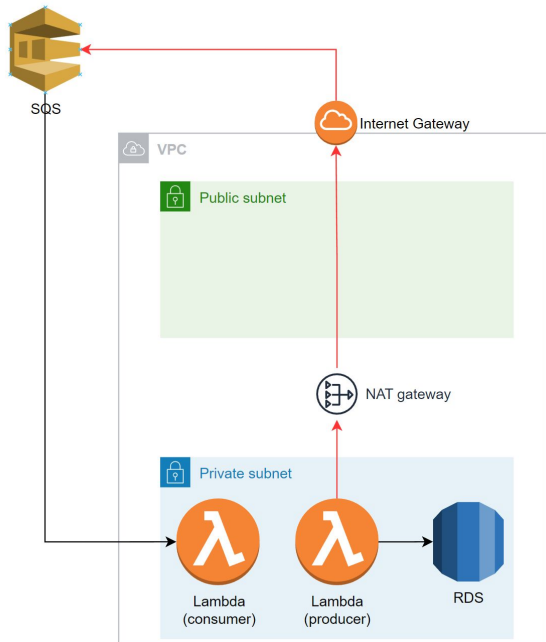 SQS
Internet Gateway
VPC
Public subnet
NAT gateway
Private subnet
Lambda
(consumer)
Lambda
(producer)
RDS